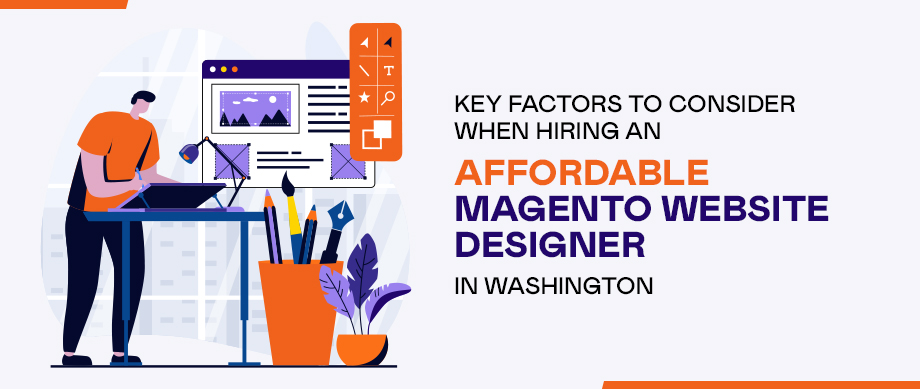 KEY FACTORS TO CONSIDER
WHEN HIRING AN
AFFORDABLE
MAGENTO WEBSITE
DESIGNER
IN WASHINGTON
T